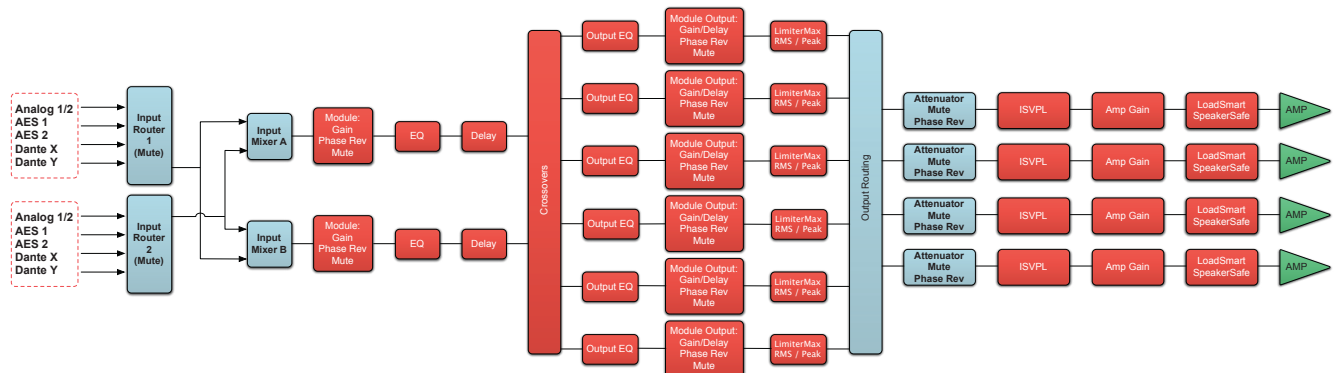 Analog 1/2
AES 1
AES 2
Dante X
Dante Y
Input
Router
1
(Mute)
Analog 1/2
AES 1
AES 2
Dante X
Dante Y
Input
Router
2
(Mute)
Input
Mixer A
Module:
Gain
Phase Rev
Mute
EQ
Delay
Input
Mixer B
Module:
Gain
Phase Rev
Mute
EQ
Delay
Crossovers
Output EQ
Module Output:
Gain/Delay
Phase Rev
Mute
LimiterMax
RMS / Peak
Output EQ
Module Output:
Gain/Delay
Phase Rev
Mute
LimiterMax
RMS / Peak
Output EQ
Module Output:
Gain/Delay
Phase Rev
Mute
LimiterMax
RMS / Peak
Output EQ
Module Output:
Gain/Delay
Phase Rev
Mute
LimiterMax
RMS / Peak
Output EQ
Module Output:
Gain/Delay
Phase Rev
Mute
LimiterMax
RMS / Peak
Output EQ
Module Output:
Gain/Delay
Phase Rev
Mute
LimiterMax
RMS / Peak
Output Routing
Attenuator
Mute
Phase Rev
ISVPL
Amp Gain
LoadSmart
SpeakerSafe
AMP
Attenuator
Mute
Phase Rev
ISVPL
Amp Gain
LoadSmart
SpeakerSafe
AMP
Attenuator
Mute
Phase Rev
ISVPL
Amp Gain
LoadSmart
SpeakerSafe
AMP
Attenuator
Mute
Phase Rev
ISVPL
Amp Gain
LoadSmart
SpeakerSafe
AMP